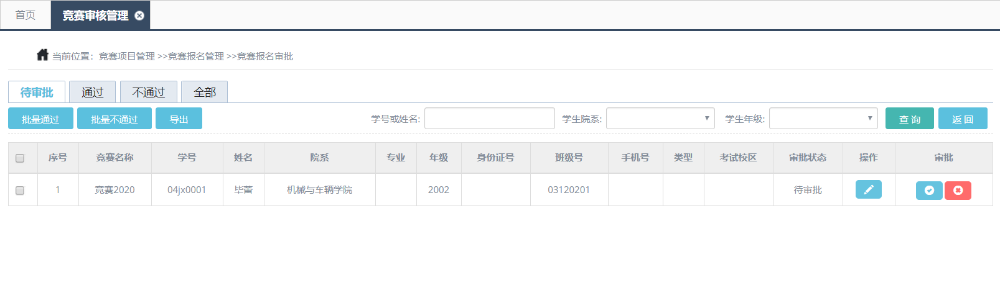 首页 竞赛审核管理
当前位置：竞赛项目管理 >>竞赛报名管理 >>竞赛报名审批
待审批 通过 不通过 全部
批量通过 批量不通过 导出 学号或姓名: 学生院系: 学生年级: 查 询 返 回
序号 竞赛名称 学号 姓名 院系 专业 年级 身份证号 班级号 手机号 类型 考试校区 审批状态 操作 审批
1 竞赛2020 04jx0001 毕蕾 机械与车辆学院 2002 03120201 待审批